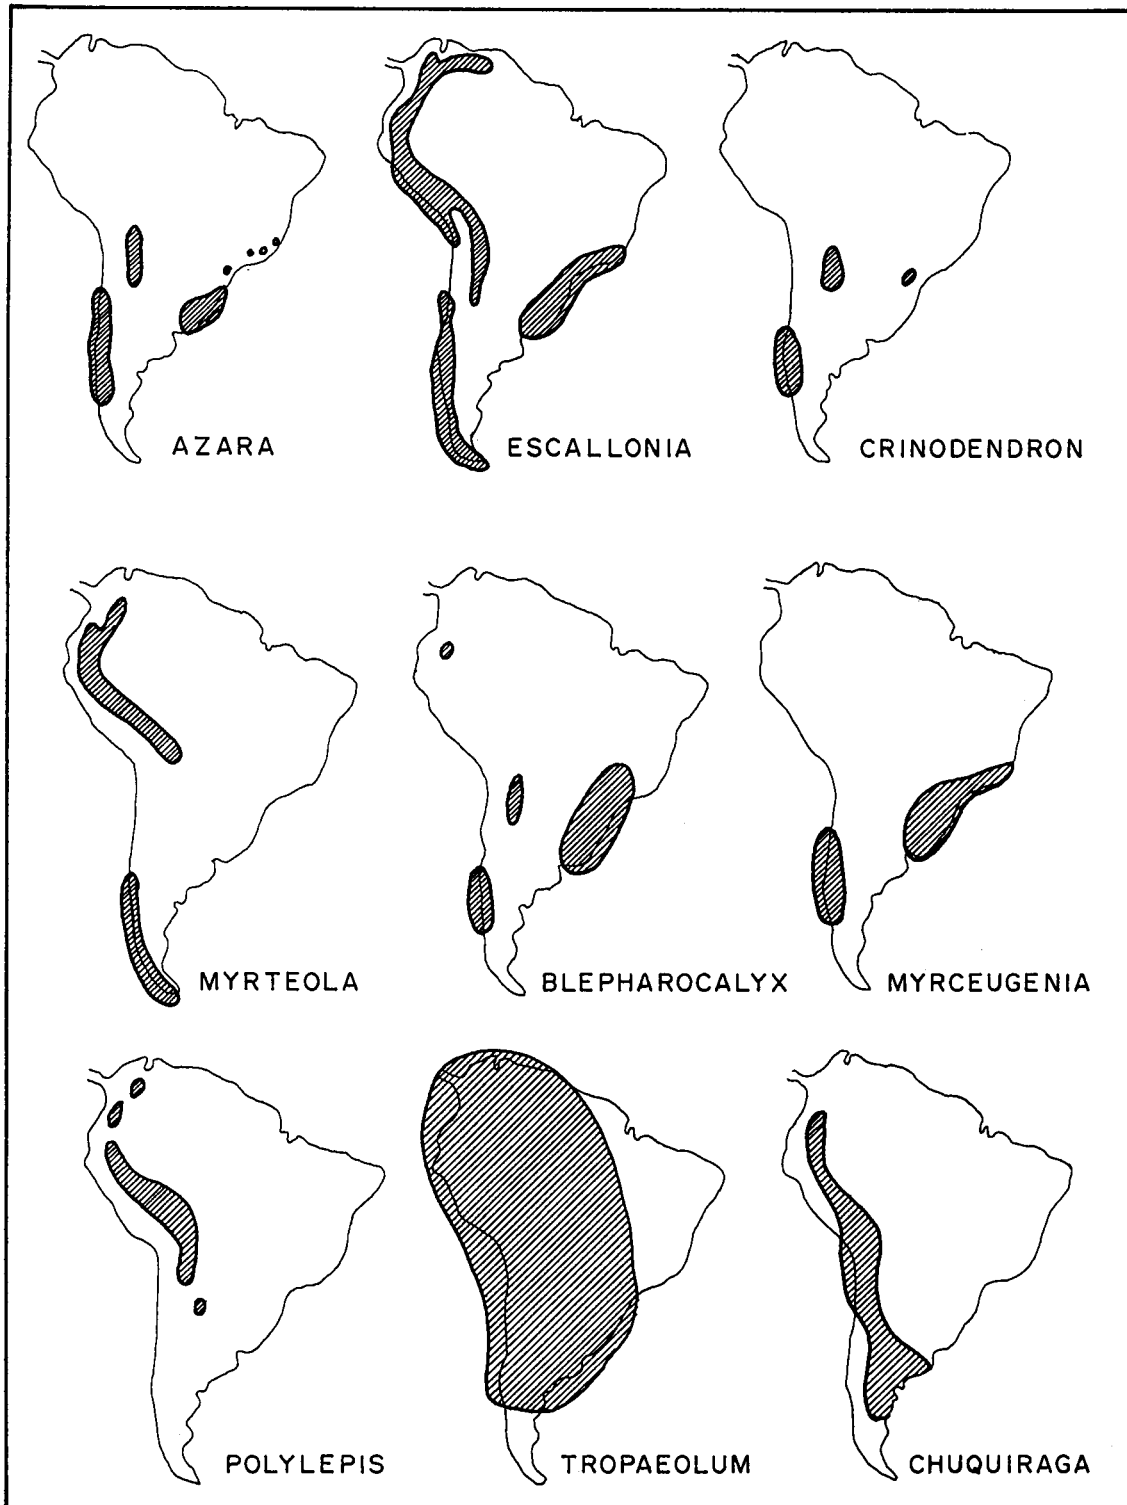 AZARA
ESCALLONIA
CRINODENDRON
MYRTEOLA
BLEPHAROCALYX
MYRCEUGENIA
POLYLEPIS
TROPAEOLUM
CHUQUIRAGA